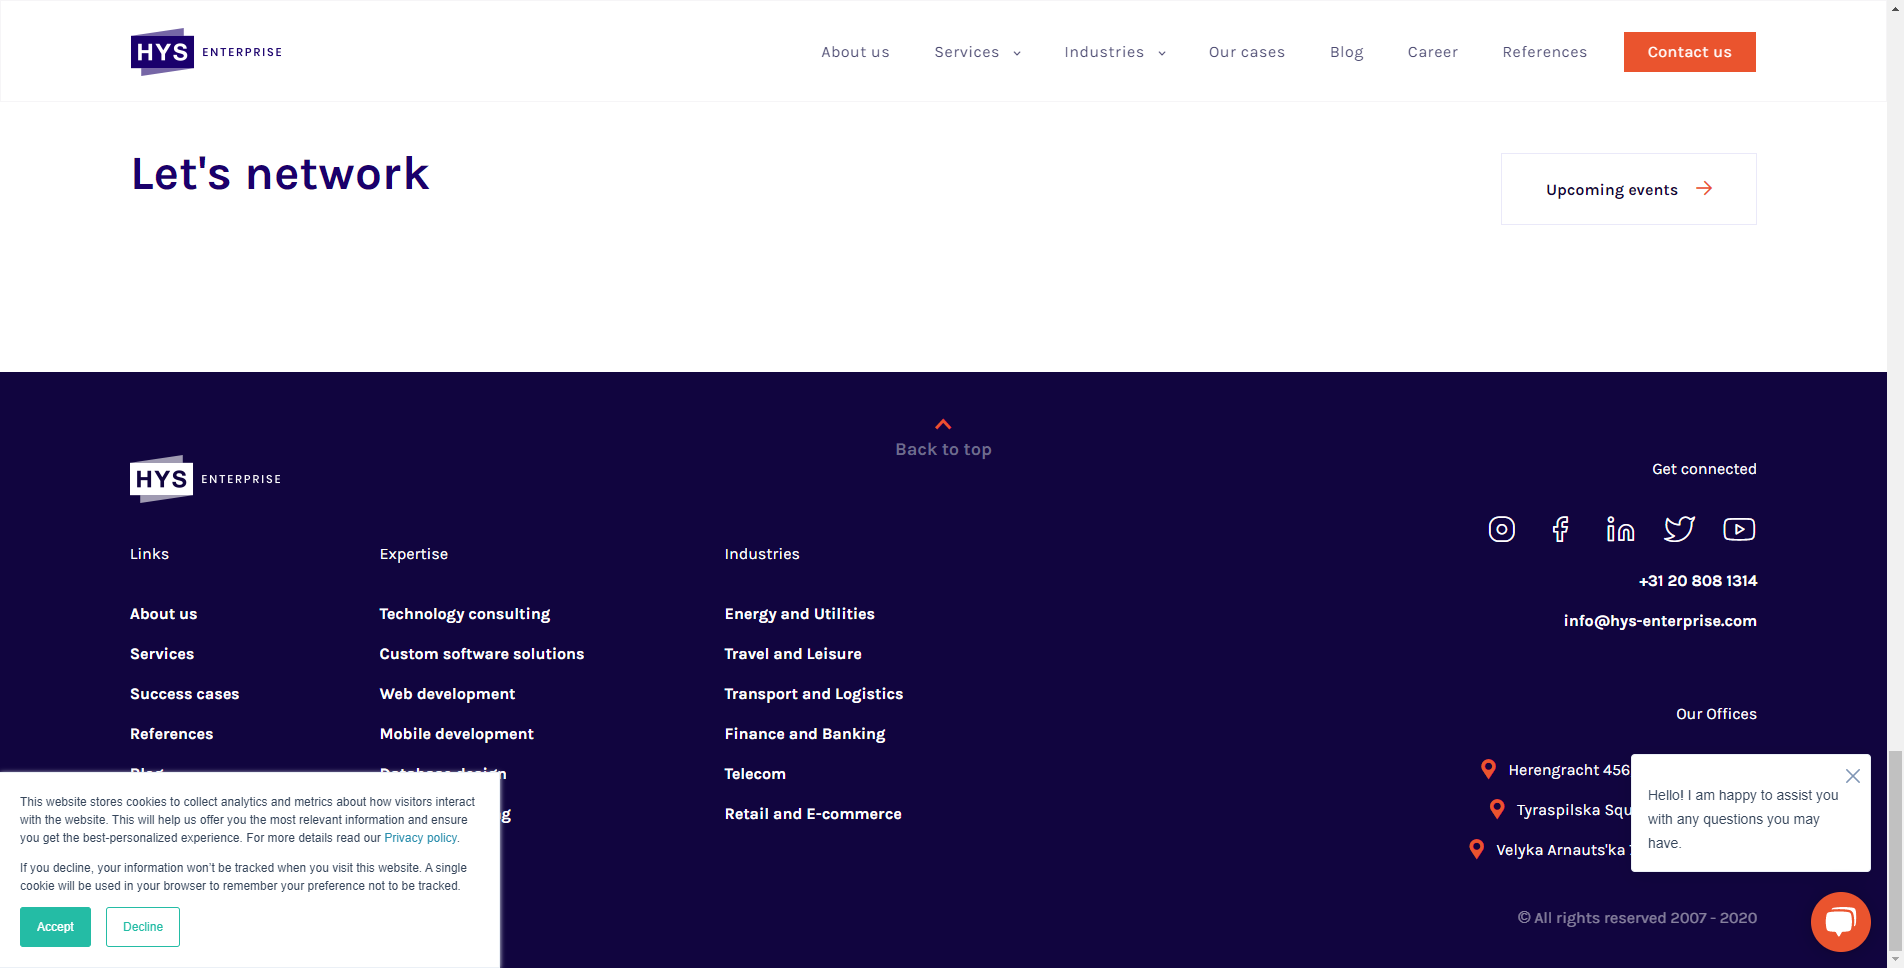 HYS ENTERPRISE
About us
Services
Industries
Our cases
Blog
Career
References
Contact us
Let's network
Upcoming events
Back to top
HYS ENTERPRISE
Get connected
Links
Expertise
Industries
+31 20 808 1314
About us
Technology consulting
Energy and Utilities
info@hys-enterprise.com
Services
Custom software solutions
Travel and Leisure
Success cases
Web development
Transport and Logistics
Our Offices
References
Mobile development
Finance and Banking
Blog
Database design
Telecom
Herengracht 456
Retail and E-commerce
Tyraspilska Squ
Velyka Arnauts'ka
Hello! I am happy to assist you
with any questions you may
have.
© All rights reserved 2007 - 2020
This website stores cookies to collect analytics and metrics about how visitors interact
with the website. This will help us offer you the most relevant information and ensure
you get the best-personalized experience. For more details read our Privacy policy.
If you decline, your information won't be tracked when you visit this website. A single
cookie will be used in your browser to remember your preference not to be tracked.
Accept
Decline